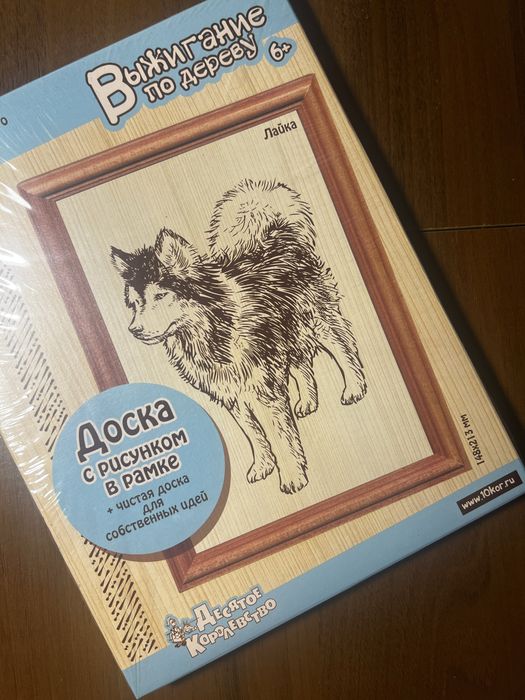 Выжигание
по дереву
6+
Лайка
Доска
с рисунком
в рамке
+ чистая доска
для
собственных идей
148x213 мм
www.10kor.ru
Десятое
Королевство